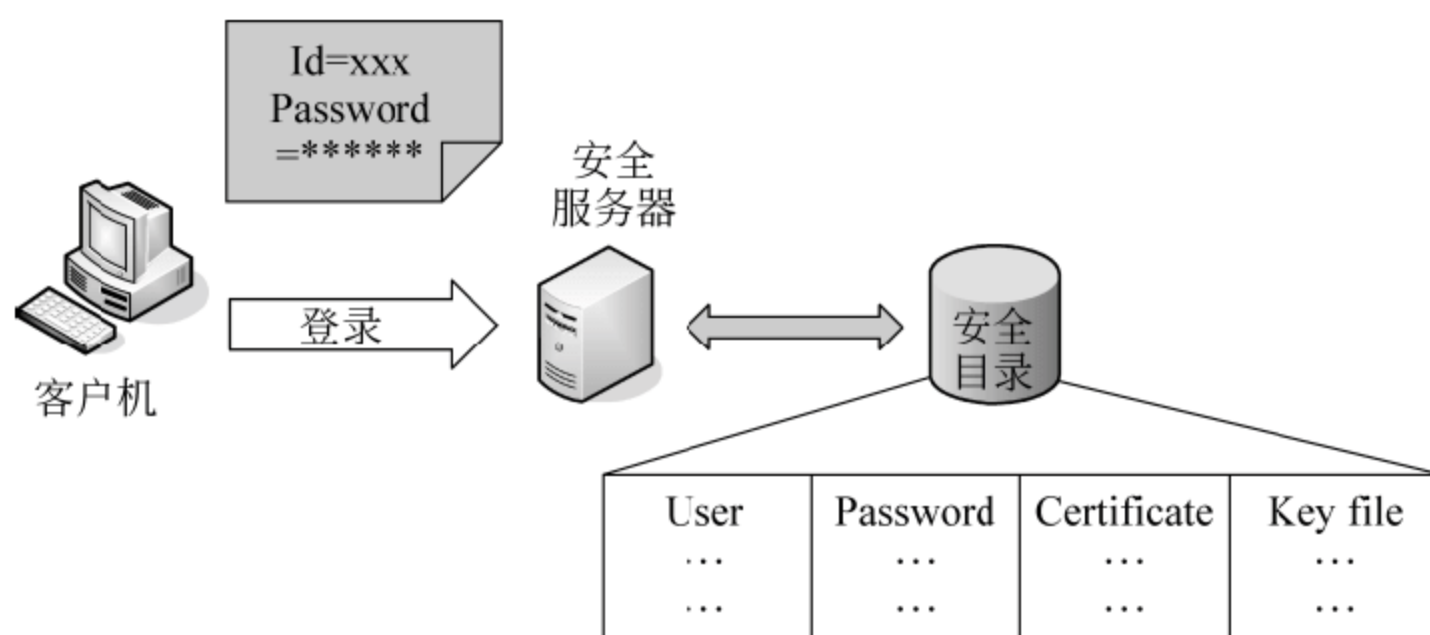 Id=xxx
Password
=******
安全
服务器
登录
客户机
安全
目录
User Password Certificate Key file
... ... ... ...
... ... ... ...